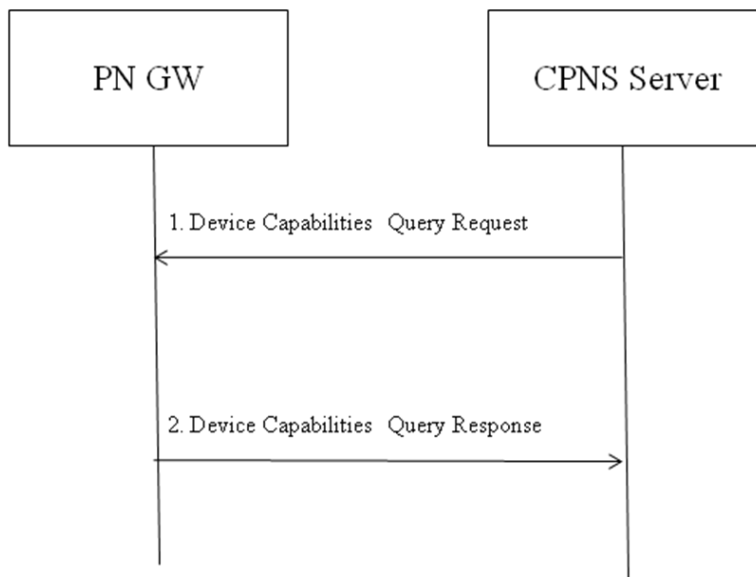 PN GW
CPNS Server
1. Device Capabilities Query Request
2. Device Capabilities Query Response